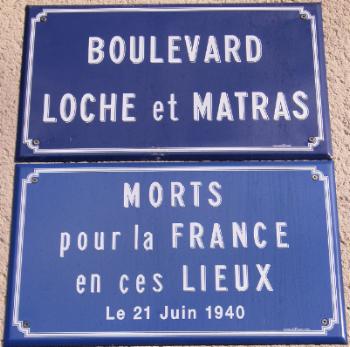 BOULEVARD
LOCHE et MATRAS
MORTS
pour la FRANCE
en ces LIEUX
Le 21 Juin 1940